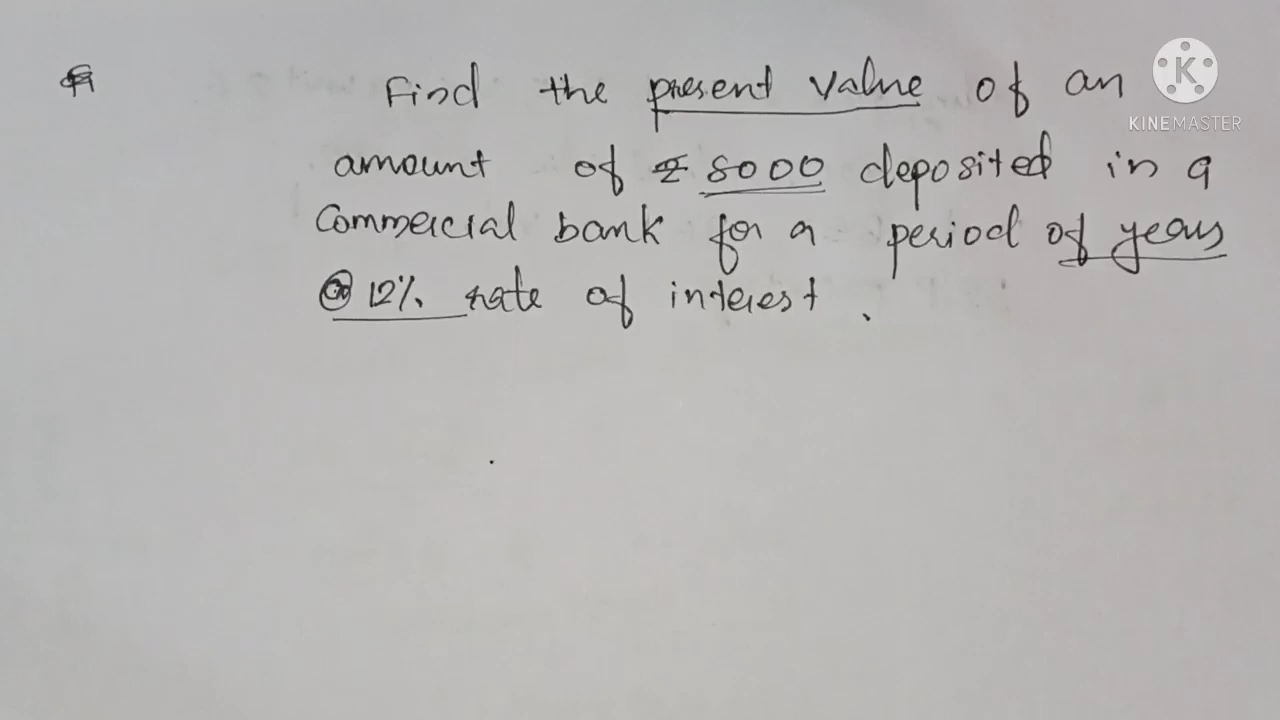 Find the present value of an
amount of ₹ 8000 deposited in a
Commercial bank for a period of years
@ 12% rate of interest .
KINEMASTER